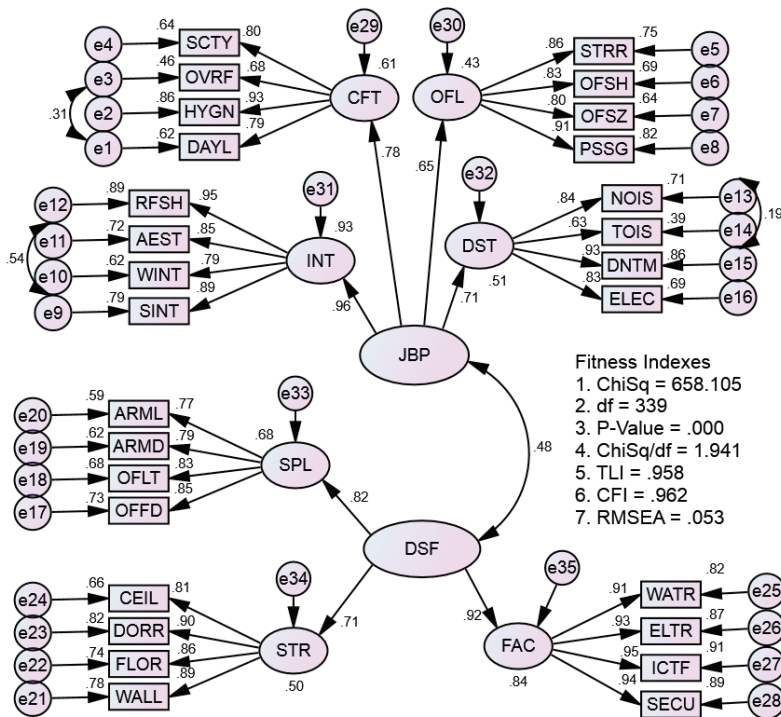 e29
e30
e4 .64 SCTY .80
.86 STRR .75 e5
e3 .46 OVRF .68 .61
.43 .83 OFSH .69 e6
.31 e2 .86 HYGN .93 CFT
OFL .80 OFSZ .64 e7
e1 .62 DAYL .79
.91 PSSG .82 e8
.78 .65
e31 e32
e12 .89 RFSH .95 .93
.84 NOIS .71 e13
e11 .72 AEST .85 INT
DST .63 TOIS .39 e14 .19
.54 e10 .62 WINT .79
.51 .93 DNTM .86 e15
e9 .79 SINT .89
.83 ELEC .69 e16
.96 .71
JBP
Fitness Indexes
1. ChiSq = 658.105
2. df = 339
3. P-Value = .000
4. ChiSq/df = 1.941
5. TLI = .958
6. CFI = .962
7. RMSEA = .053
.48
e33
e20 .59 ARML .77 .68
e19 .62 ARMD .79 SPL
e18 .68 OFLT .83
e17 .73 OFFD .85
.82
DSF
e34 e35
.71 .92
e24 .66 CEIL .81
.91 WATR .82 e25
e23 .82 DORR .90 STR
FAC .93 ELTR .87 e26
e22 .74 FLOR .86
.95 ICTF .91 e27
e21 .78 WALL .89 .50
.84 .94 SECU .89 e28